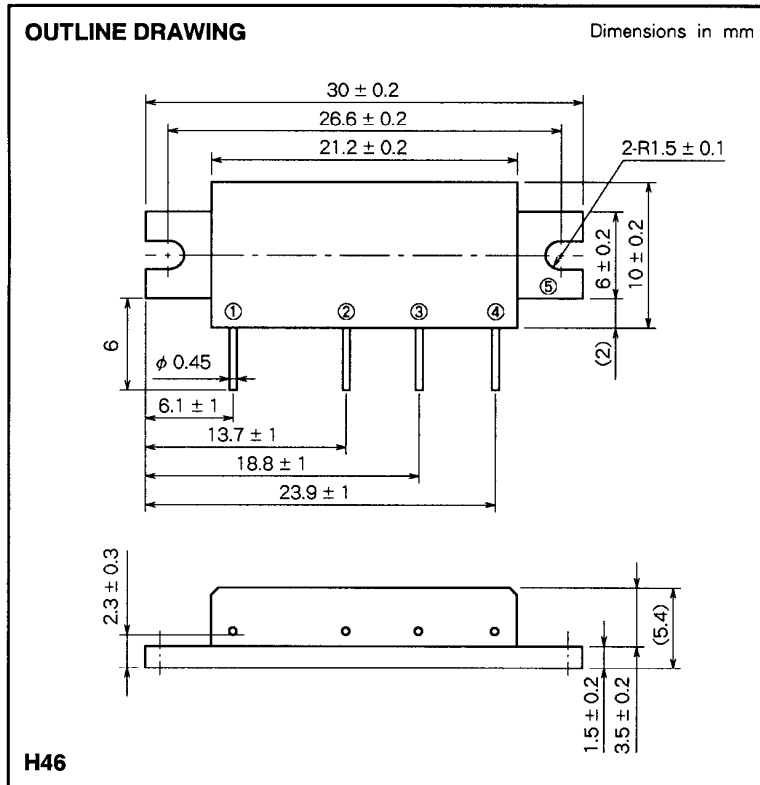 OUTLINE DRAWING
Dimensions in mm
30 ± 0.2
26.6 ± 0.2
21.2 ± 0.2
2-R1.5 ± 0.1
6 ± 0.2
10 ± 0.2
⑤
① ② ③ ④
(2)
6
ϕ 0.45
6.1 ± 1
13.7 ± 1
18.8 ± 1
23.9 ± 1
2.3 ± 0.3
(5.4)
1.5 ± 0.2
3.5 ± 0.2
H46